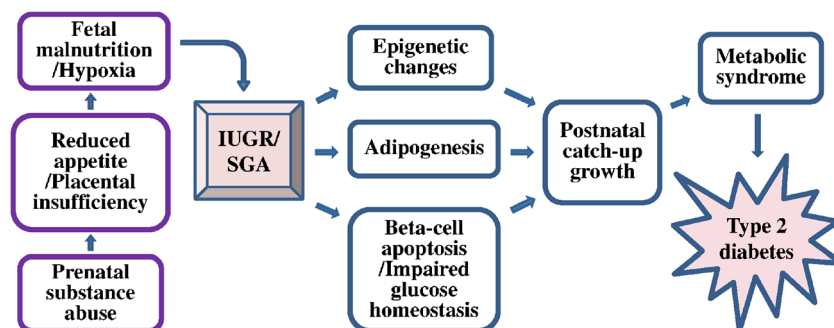 Fetal
malnutrition
/Hypoxia
Reduced
appetite
/Placental
insufficiency
Prenatal
substance
abuse
IUGR/
SGA
Epigenetic
changes
Adipogenesis
Beta-cell
apoptosis
/Impaired
glucose
homeostasis
Postnatal
catch-up
growth
Metabolic
syndrome
Type 2
diabetes